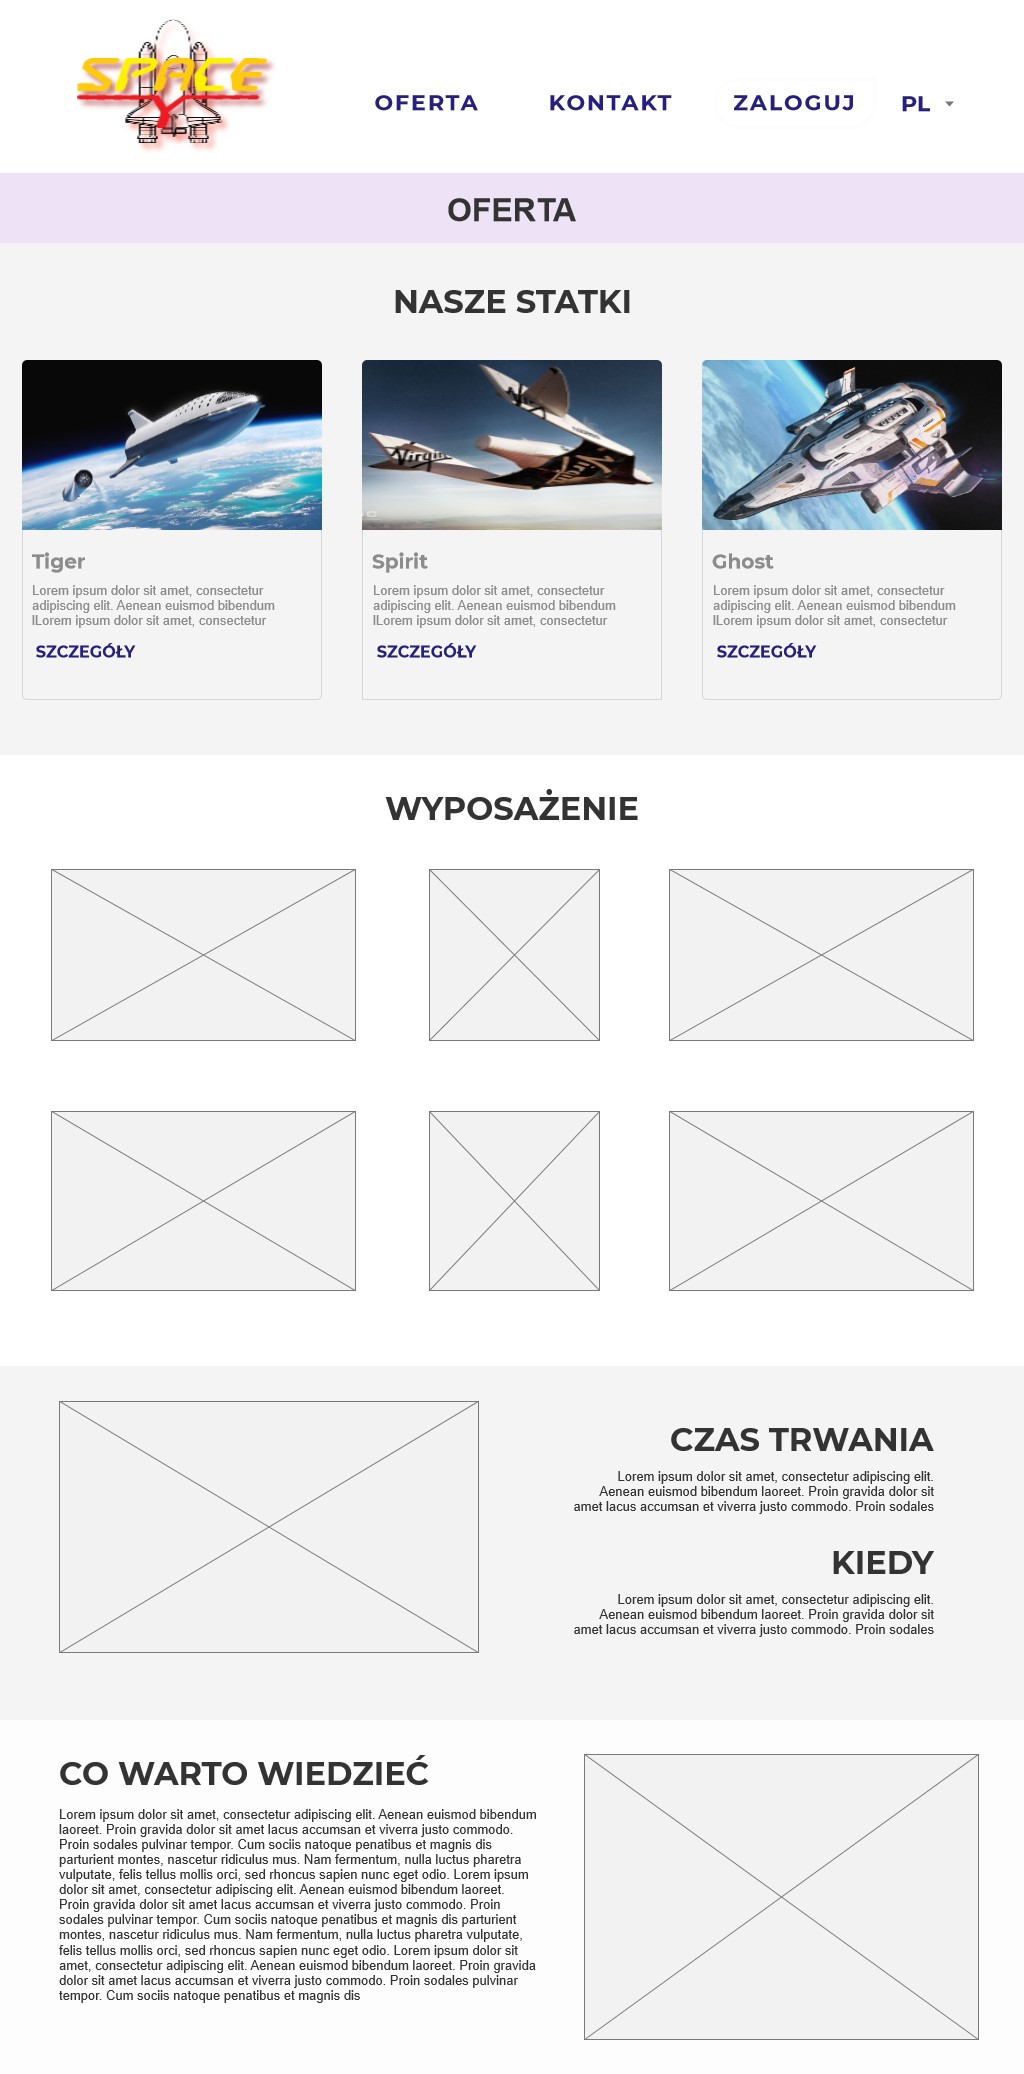 SPACE
Y
OFERTA
KONTAKT
ZALOGUJ
PL
OFERTA
NASZE STATKI
Virgin
Tiger
Lorem ipsum dolor sit amet, consectetur
adipiscing elit. Aenean euismod bibendum
lLorem ipsum dolor sit amet, consectetur
SZCZEGÓŁY
Spirit
Lorem ipsum dolor sit amet, consectetur
adipiscing elit. Aenean euismod bibendum
lLorem ipsum dolor sit amet, consectetur
SZCZEGÓŁY
Ghost
Lorem ipsum dolor sit amet, consectetur
adipiscing elit. Aenean euismod bibendum
lLorem ipsum dolor sit amet, consectetur
SZCZEGÓŁY
WYPOSAŻENIE
CZAS TRWANIA
Lorem ipsum dolor sit amet, consectetur adipiscing elit.
Aenean euismod bibendum laoreet. Proin gravida dolor sit
amet lacus accumsan et viverra justo commodo. Proin sodales
KIEDY
Lorem ipsum dolor sit amet, consectetur adipiscing elit.
Aenean euismod bibendum laoreet. Proin gravida dolor sit
amet lacus accumsan et viverra justo commodo. Proin sodales
CO WARTO WIEDZIEĆ
Lorem ipsum dolor sit amet, consectetur adipiscing elit. Aenean euismod bibendum
laoreet. Proin gravida dolor sit amet lacus accumsan et viverra justo commodo.
Proin sodales pulvinar tempor. Cum sociis natoque penatibus et magnis dis
parturient montes, nascetur ridiculus mus. Nam fermentum, nulla luctus pharetra
vulputate, felis tellus mollis orci, sed rhoncus sapien nunc eget odio. Lorem ipsum
dolor sit amet, consectetur adipiscing elit. Aenean euismod bibendum laoreet.
Proin gravida dolor sit amet lacus accumsan et viverra justo commodo. Proin
sodales pulvinar tempor. Cum sociis natoque penatibus et magnis dis parturient
montes, nascetur ridiculus mus. Nam fermentum, nulla luctus pharetra vulputate,
felis tellus mollis orci, sed rhoncus sapien nunc eget odio. Lorem ipsum dolor sit
amet, consectetur adipiscing elit. Aenean euismod bibendum laoreet. Proin gravida
dolor sit amet lacus accumsan et viverra justo commodo. Proin sodales pulvinar
tempor. Cum sociis natoque penatibus et magnis dis